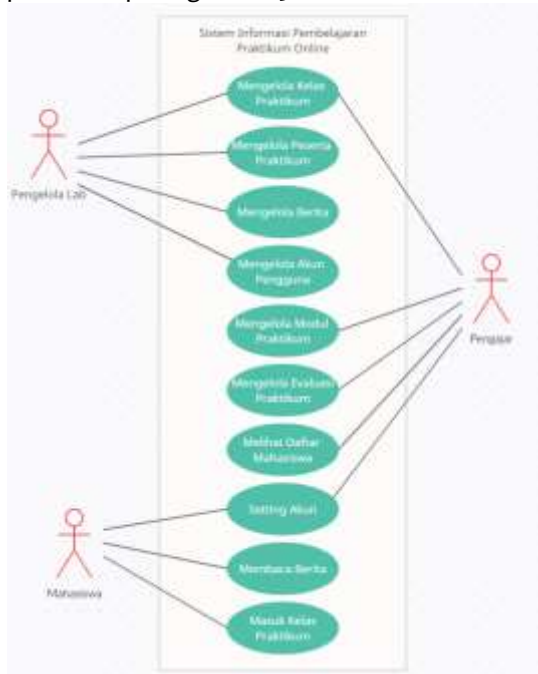 Sistem Informasi Pembelajaran
Praktikum Online
Mengelola Kelas
Praktikum
Mengelola Peserta
Praktikum
Pengelola Lab
Mengelola Berita
Mengelola Akun
Pengguna
Mengelola Modul
Praktikum
Pengajar
Mengelola Evaluasi
Praktikum
Melihat Daftar
Mahasiswa
Setting Akun
Membaca Berita
Mahasiswa
Masuk Kelas
Praktikum